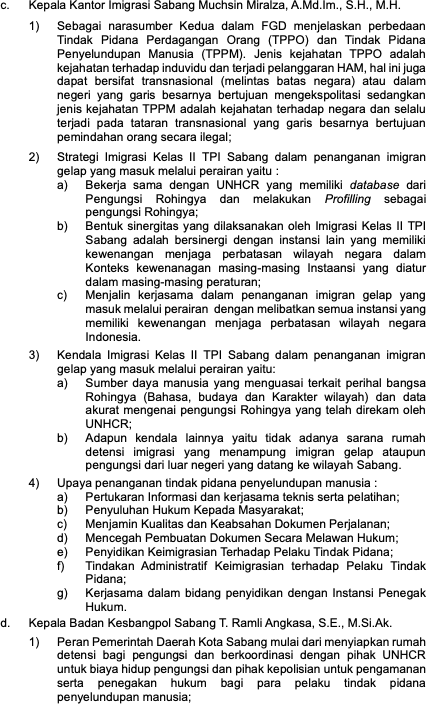 c. Kepala Kantor Imigrasi Sabang Muchsin Miralza, A.Md.Im., S.H., M.H.
1) Sebagai narasumber Kedua dalam FGD menjelaskan perbedaan
Tindak Pidana Perdagangan Orang (TPPO) dan Tindak Pidana
Penyelundupan Manusia (TPPM). Jenis kejahatan TPPO adalah
kejahatan terhadap induvidu dan terjadi pelanggaran HAM, hal ini juga
dapat bersifat transnasional (melintas batas negara) atau dalam
negeri yang garis besarnya bertujuan mengekspolitasi sedangkan
jenis kejahatan TPPM adalah kejahatan terhadap negara dan selalu
terjadi pada tataran transnasional yang garis besarnya bertujuan
pemindahan orang secara ilegal;
2) Strategi Imigrasi Kelas II TPI Sabang dalam penanganan imigran
gelap yang masuk melalui perairan yaitu :
a) Bekerja sama dengan UNHCR yang memiliki database dari
Pengungsi Rohingya dan melakukan Profilling sebagai
pengungsi Rohingya;
b) Bentuk sinergitas yang dilaksanakan oleh Imigrasi Kelas II TPI
Sabang adalah bersinergi dengan instansi lain yang memiliki
kewenangan menjaga perbatasan wilayah negara dalam
Konteks kewenanagan masing-masing Instaansi yang diatur
dalam masing-masing peraturan;
c) Menjalin kerjasama dalam penanganan imigran gelap yang
masuk melalui perairan dengan melibatkan semua instansi yang
memiliki kewenangan menjaga perbatasan wilayah negara
Indonesia.
3) Kendala Imigrasi Kelas II TPI Sabang dalam penanganan imigran
gelap yang masuk melalui perairan yaitu:
a) Sumber daya manusia yang menguasai terkait perihal bangsa
Rohingya (Bahasa, budaya dan Karakter wilayah) dan data
akurat mengenai pengungsi Rohingya yang telah direkam oleh
UNHCR;
b) Adapun kendala lainnya yaitu tidak adanya sarana rumah
detensi imigrasi yang menampung imigran gelap ataupun
pengungsi dari luar negeri yang datang ke wilayah Sabang.
4) Upaya penanganan tindak pidana penyelundupan manusia :
a) Pertukaran Informasi dan kerjasama teknis serta pelatihan;
b) Penyuluhan Hukum Kepada Masyarakat;
c) Menjamin Kualitas dan Keabsahan Dokumen Perjalanan;
d) Mencegah Pembuatan Dokumen Secara Melawan Hukum;
e) Penyidikan Keimigrasian Terhadap Pelaku Tindak Pidana;
f) Tindakan Administratif Keimigrasian terhadap Pelaku Tindak
Pidana;
g) Kerjasama dalam bidang penyidikan dengan Instansi Penegak
Hukum.
d. Kepala Badan Kesbangpol Sabang T. Ramli Angkasa, S.E., M.Si.Ak.
1) Peran Pemerintah Daerah Kota Sabang mulai dari menyiapkan rumah
detensi bagi pengungsi dan berkoordinasi dengan pihak UNHCR
untuk biaya hidup pengungsi dan pihak kepolisian untuk pengamanan
serta penegakan hukum bagi para pelaku tindak pidana
penyelundupan manusia;